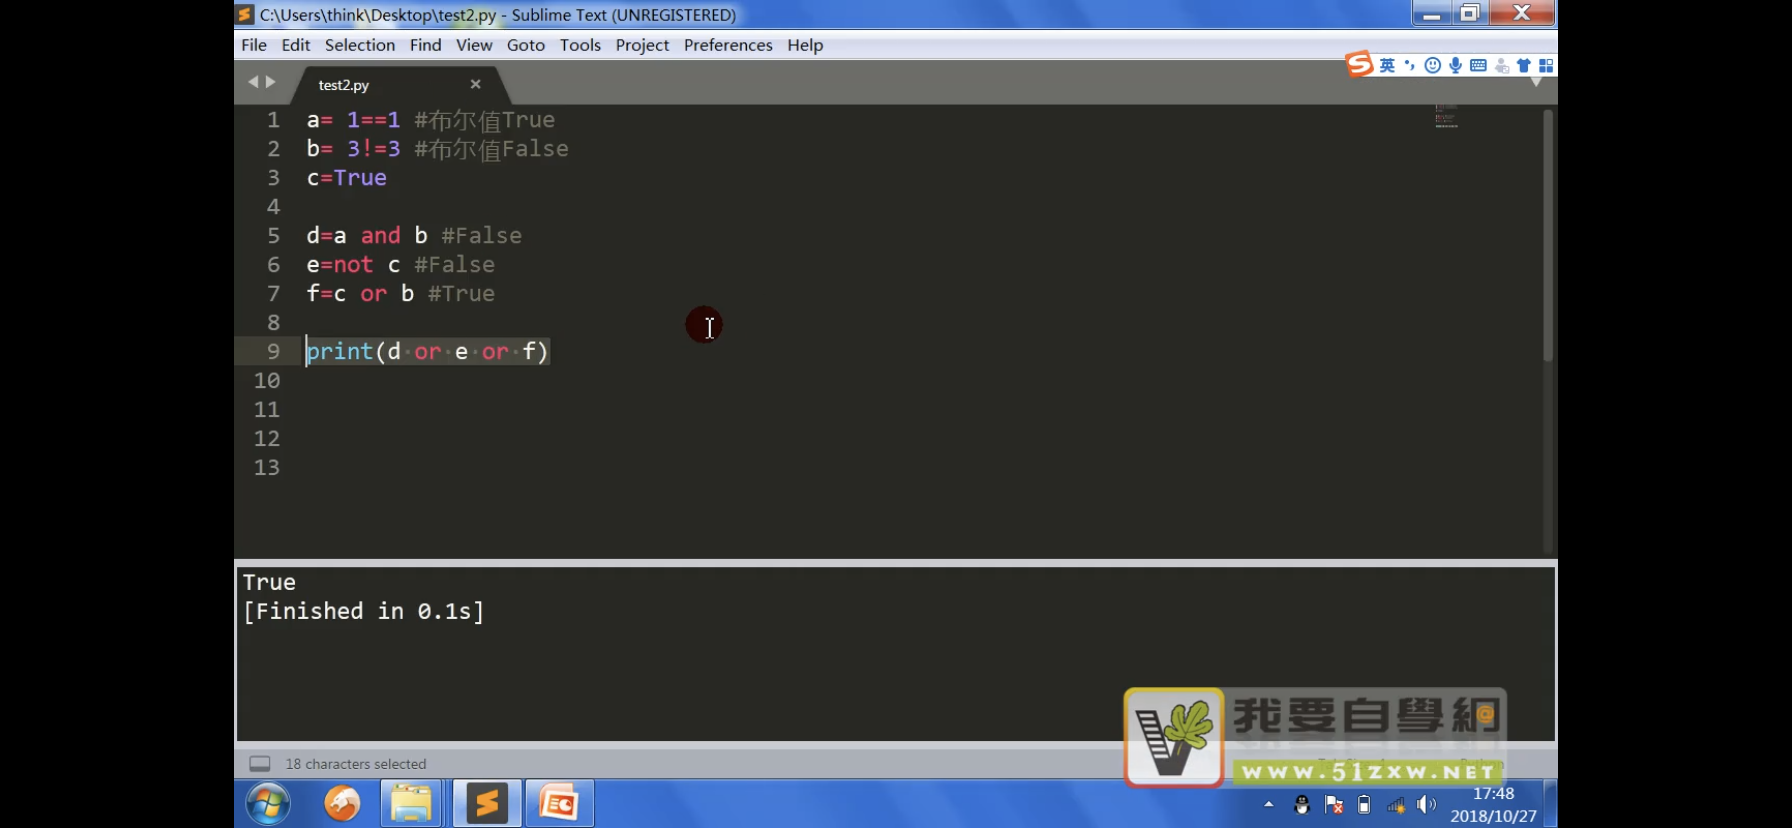 C:\Users\think\Desktop\test2.py - Sublime Text (UNREGISTERED)
File Edit Selection Find View Goto Tools Project Preferences Help
英
test2.py
1 a= 1==1 #布尔值True
2 b= 3!=3 #布尔值False
3 c=True
4
5 d=a and b #False
6 e=not c #False
7 f=c or b #True
8
9 print(d or e or f)
10
11
12
13
True
[Finished in 0.1s]
我要自學網
www.51zxw.NET
18 characters selected
17:48
2018/10/27